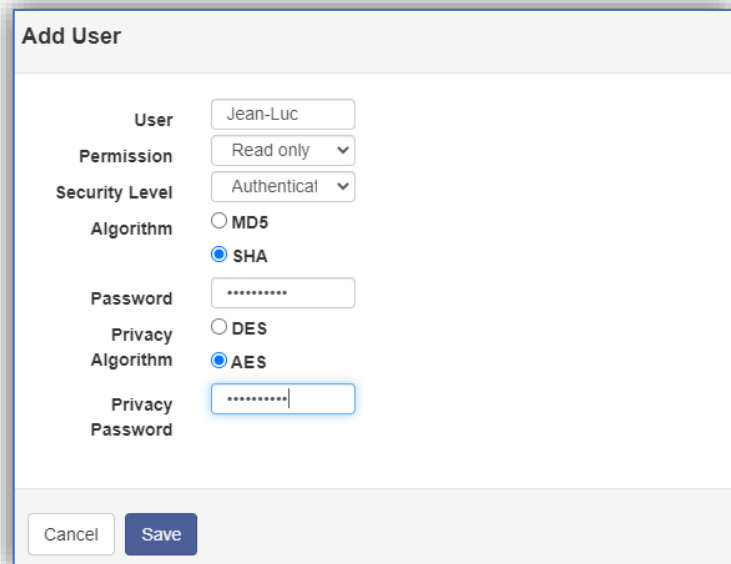 Add User
User Jean-Luc
Permission Read only
Security Level Authenticat
Algorithm MD5
SHA
Password ••••••••••
Privacy Algorithm DES
AES
Privacy Password ••••••••••
Cancel Save